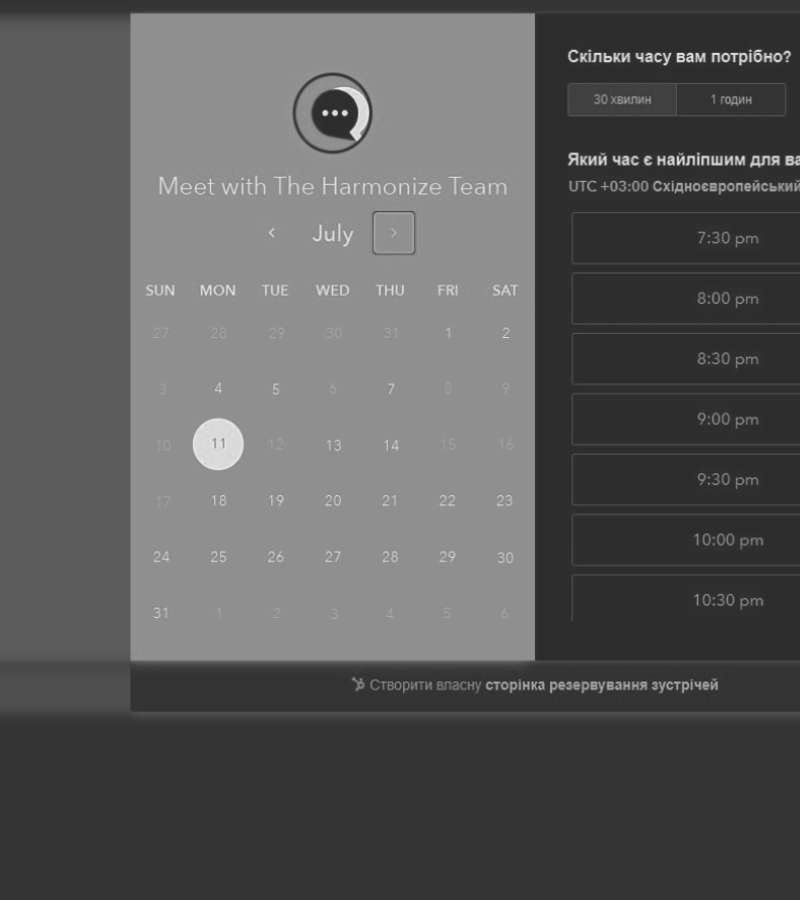 Meet with The Harmonize Team
July
SUN MON TUE WED THU FRI SAT
27 28 29 30 31 1 2
3 4 5 6 7 8 9
10 11 12 13 14 15 16
17 18 19 20 21 22 23
24 25 26 27 28 29 30
31 1 2 3 4 5 6
Скільки часу вам потрібно?
30 хвилин 1 годин
Який час є найліпшим для
UTC +03:00 Східноєвропейський
7:30 pm
8:00 pm
8:30 pm
9:00 pm
9:30 pm
10:00 pm
10:30 pm
Створити власну сторінка резервування зустрічей